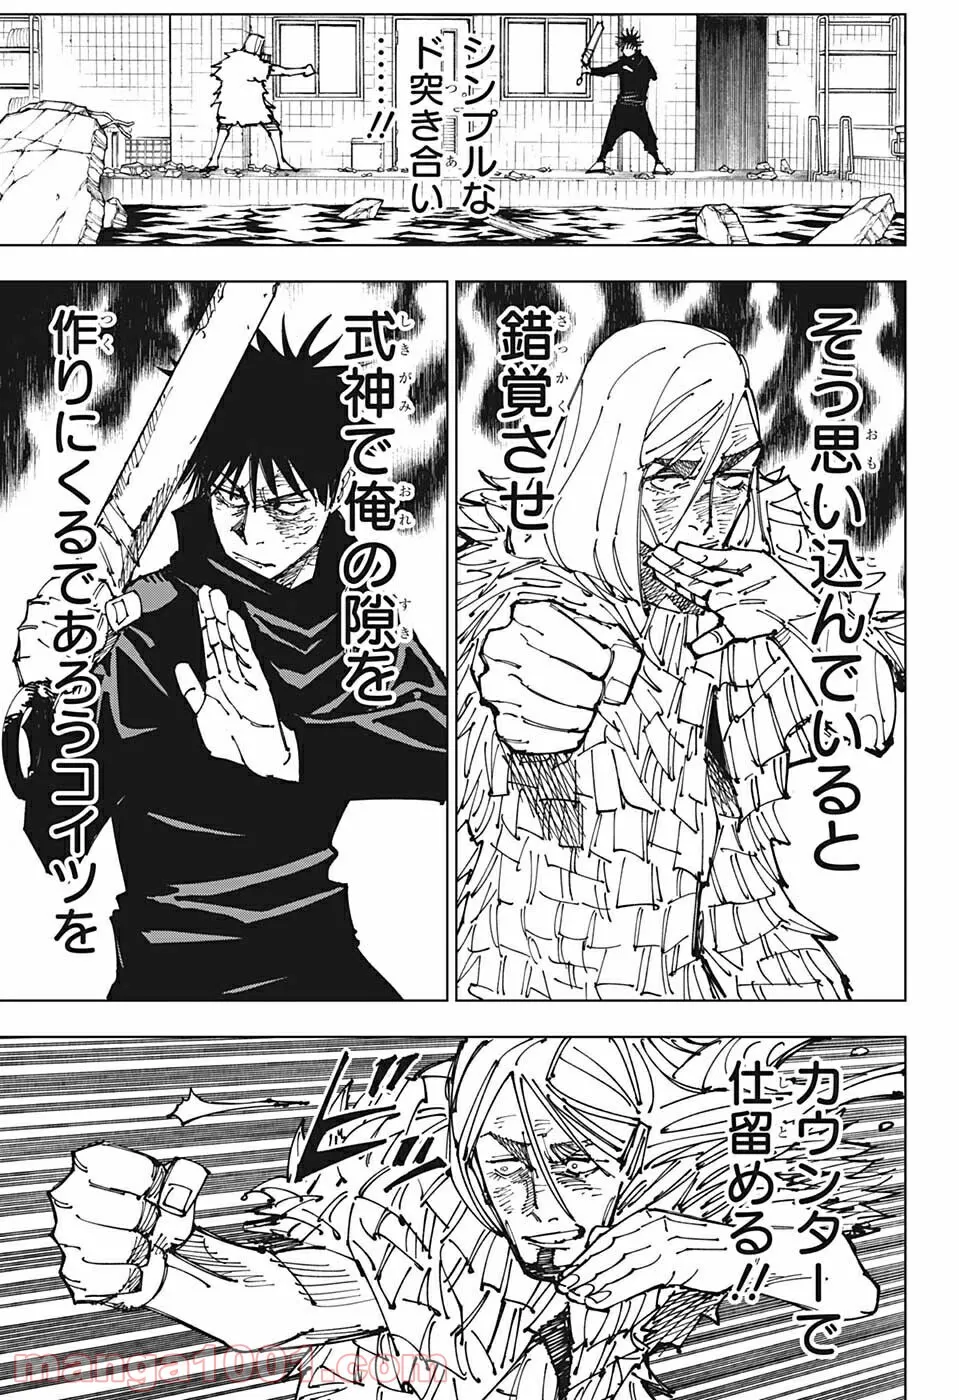 シンプルな
ド突き合い
………!!
そう思い込んでいると
錯覚させ
式神で俺の隙を
作りにくるであろうコイツを
カウンターで
仕留める!!
ビッ
manga1001.com